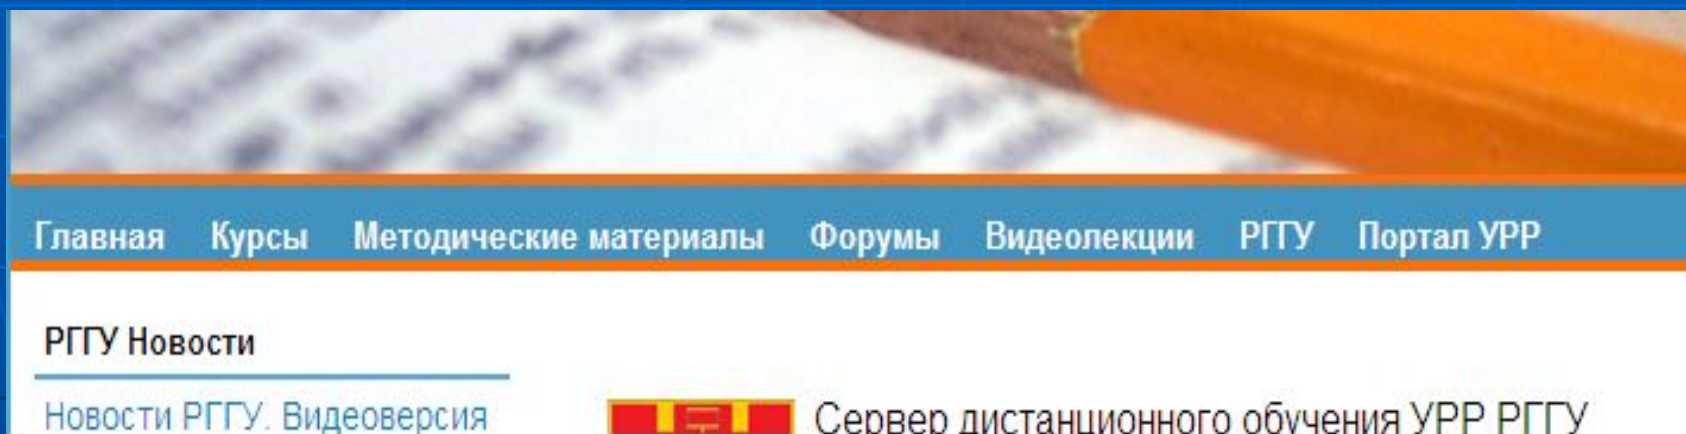 Главная Курсы Методические материалы Форумы Видеолекции РГГУ Портал УРР
РГГУ Новости
Новости РГГУ. Видеоверсия
Сервер дистанционного обучения УРР РГГУ